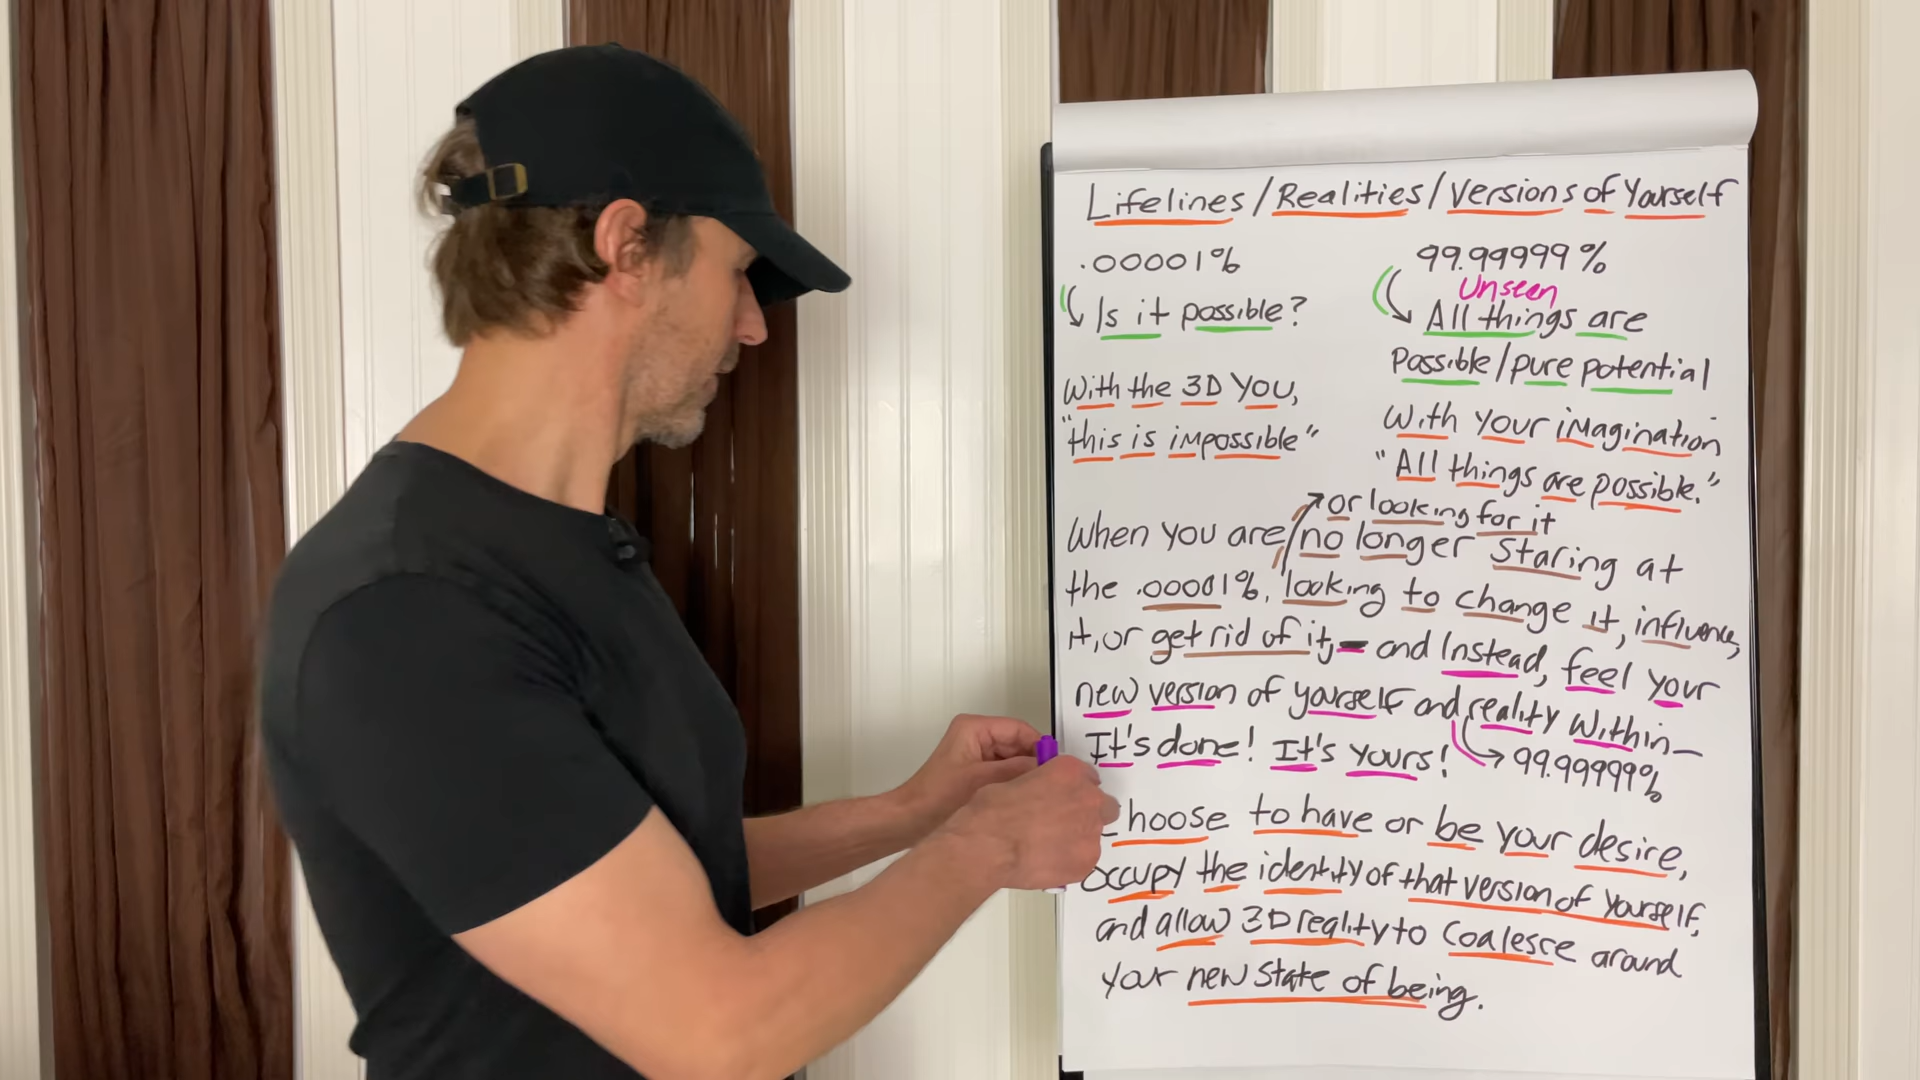 Lifelines/Realities/Versions of Yourself
.00001%
Is it possible?
99.99999%
Unseen
All things are
Possible/pure potential
With the 3D You,
"this is impossible"
With your imagination
"All things are possible."
or looking for it
When you are/no longer staring at
the .00001%, looking to change it, influence
it, or get rid of it, - and Instead, feel your
new version of yourself and reality within—
It's done! It's yours! 99.99999%
Choose to have or be your desire,
occupy the identity of that version of yourself,
and allow 3D reality to coalesce around
your new state of being.